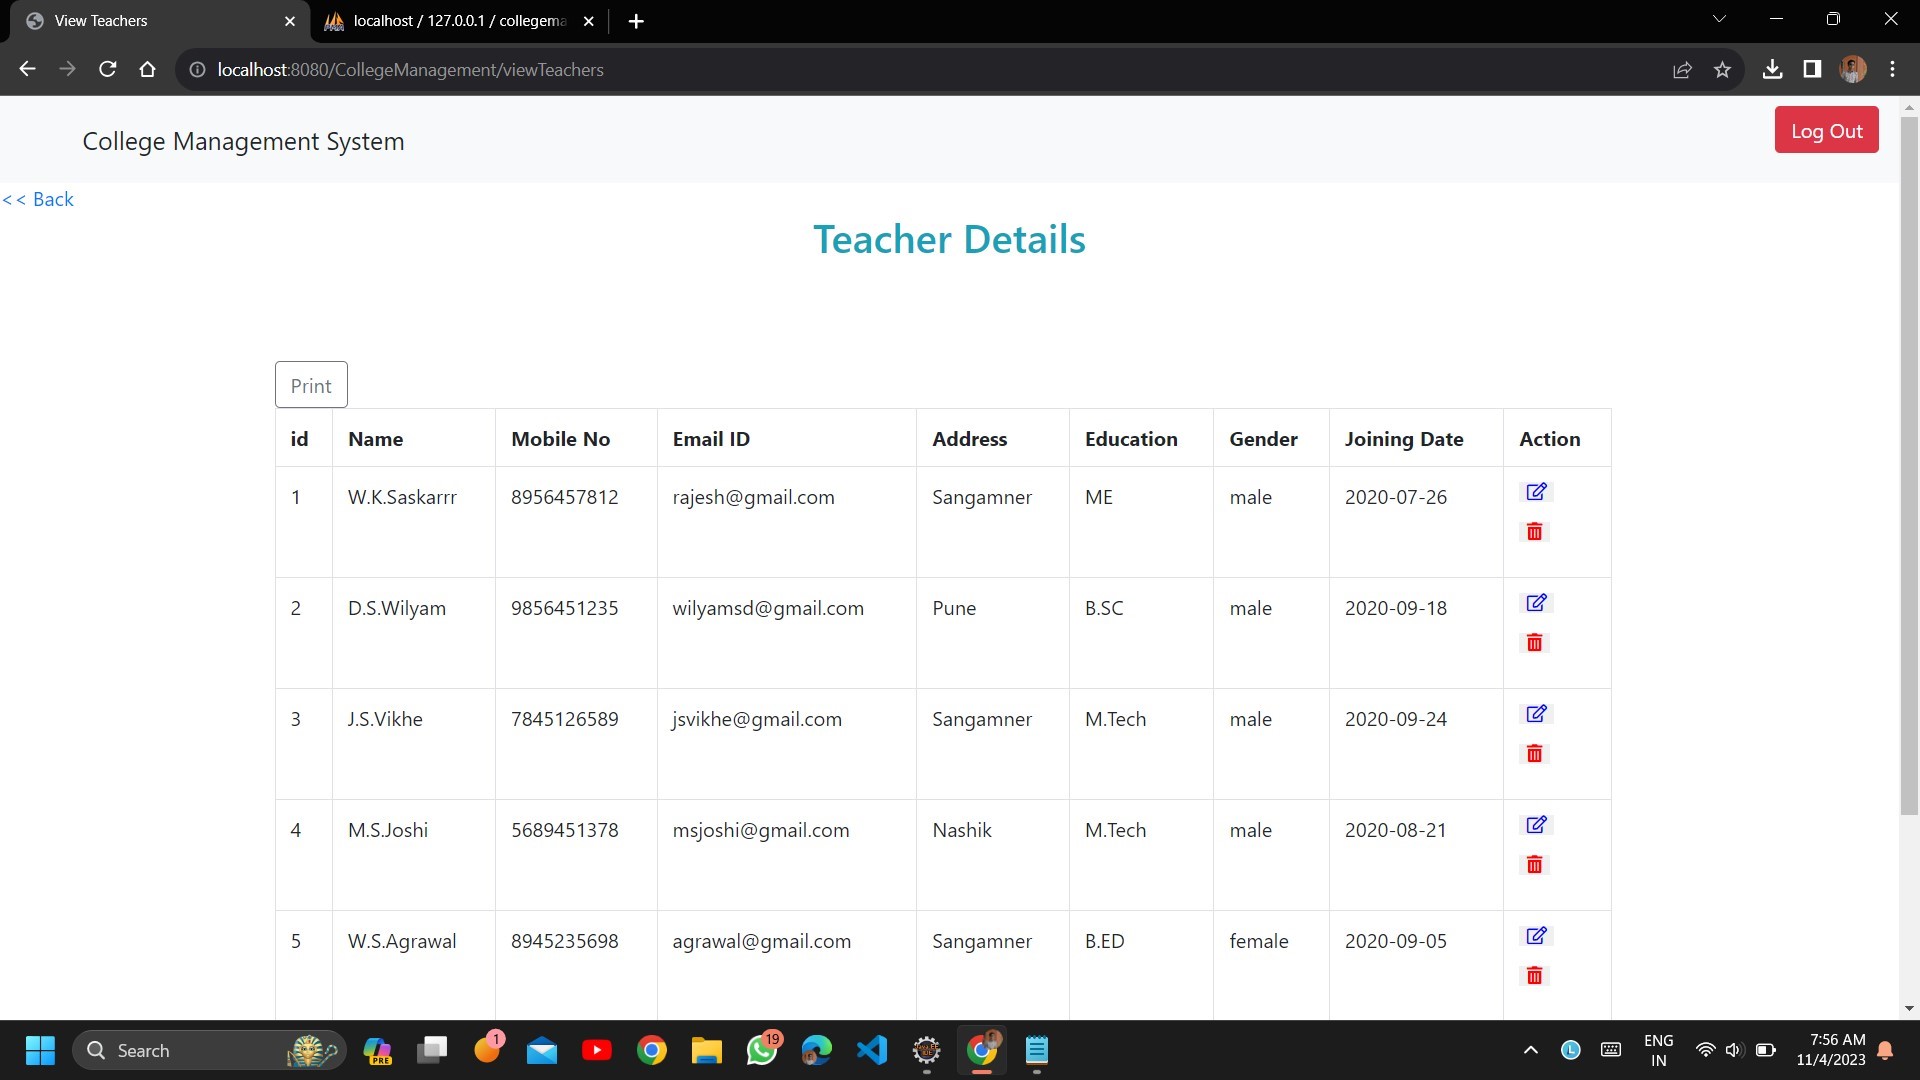 View Teachers
localhost / 127.0.0.1 / collegema
localhost:8080/CollegeManagement/viewTeachers
College Management System
Log Out
<< Back
Teacher Details
Print
id Name Mobile No Email ID Address Education Gender Joining Date Action
1 W.K.Saskarrr 8956457812 rajesh@gmail.com Sangamner ME male 2020-07-26
2 D.S.Wilyam 9856451235 wilyamsd@gmail.com Pune B.SC male 2020-09-18
3 J.S.Vikhe 7845126589 jsvikhe@gmail.com Sangamner M.Tech male 2020-09-24
4 M.S.Joshi 5689451378 msjoshi@gmail.com Nashik M.Tech male 2020-08-21
5 W.S.Agrawal 8945235698 agrawal@gmail.com Sangamner B.ED female 2020-09-05
Search
PRE
1
19
L
ENG
IN
7:56 AM
11/4/2023